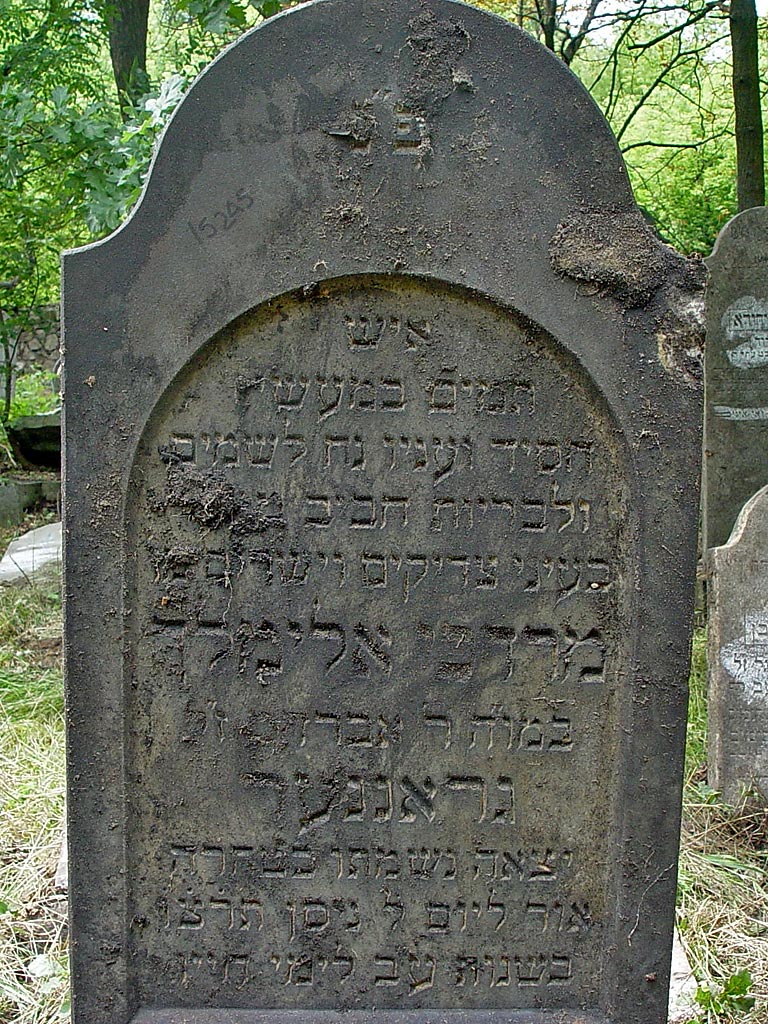 פ״נ
15245
איש
תמים במעשיו
חסיד ועניו נח לשמים
ולבריות חביב
בעיני צדיקים וישרים
מרדכי אלימלך
במוה ר אברהם ז״ל
גראנער
יצאה נשמתו בטהרה
אור ליום ל ניסן תרצו
בשנות עב לימי חייו